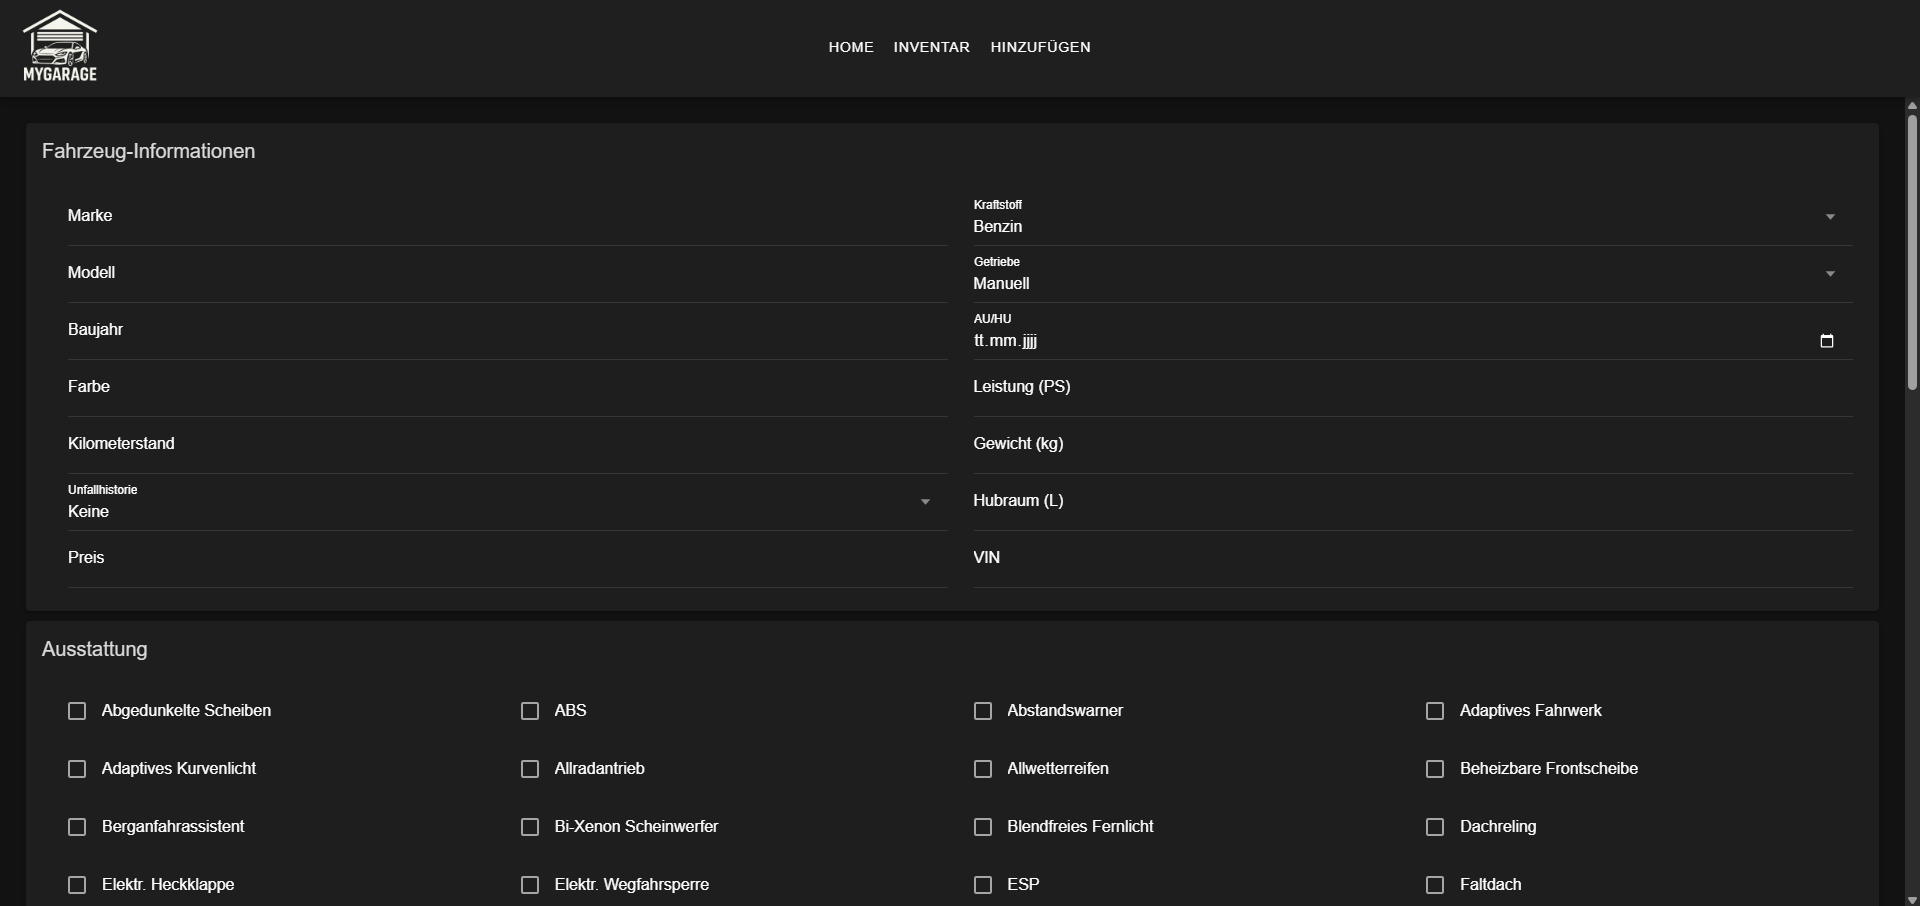 MYGARAGE
HOME INVENTAR HINZUFÜGEN
Fahrzeug-Informationen
Marke
Modell
Baujahr
Farbe
Kilometerstand
Unfallhistorie
Keine
Preis
Kraftstoff
Benzin
Getriebe
Manuell
AU/HU
tt.mm.jjjj
Leistung (PS)
Gewicht (kg)
Hubraum (L)
VIN
Ausstattung
Abgedunkelte Scheiben ABS Abstandswarner Adaptives Fahrwerk
Adaptives Kurvenlicht Allradantrieb Allwetterreifen Beheizbare Frontscheibe
Berganfahrassistent Bi-Xenon Scheinwerfer Blendfreies Fernlicht Dachreling
Elektr. Heckklappe Elektr. Wegfahrsperre ESP Faltdach